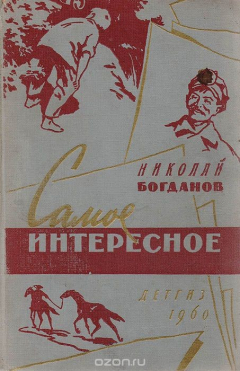 НИКОЛАЙ
БОГДАНОВ
Самое
ИНТЕРЕСНОЕ
ДЕТГИЗ
1960
ozon.ru